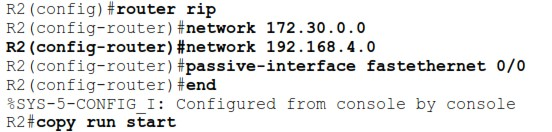 R2(config)#router rip
R2(config-router)#network 172.30.0.0
R2(config-router)#network 192.168.4.0
R2(config-router)#passive-interface fastethernet 0/0
R2(config-router)#end
%SYS-5-CONFIG_I: Configured from console by console
R2#copy run start